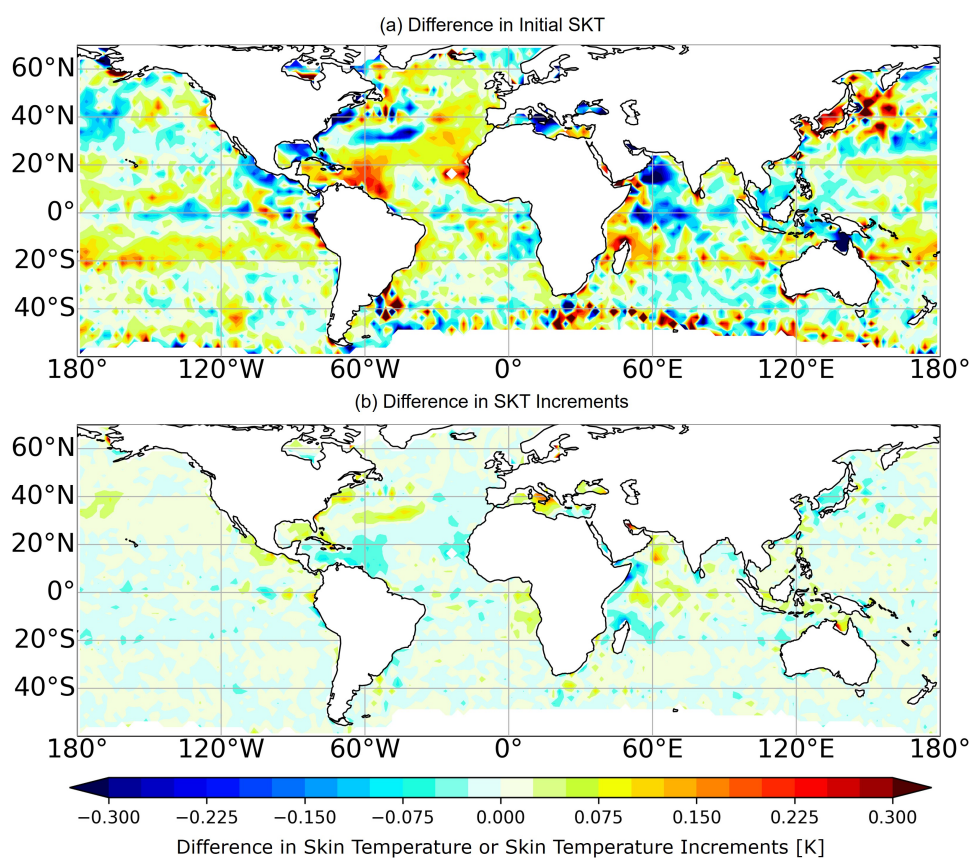 (a) Difference in Initial SKT
60°N
40°N
20°N
0°
20°S
40°S
180° 120°W 60°W 0° 60°E 120°E 180°
(b) Difference in SKT Increments
60°N
40°N
20°N
0°
20°S
40°S
180° 120°W 60°W 0° 60°E 120°E 180°
−0.300 −0.225 −0.150 −0.075 0.000 0.075 0.150 0.225 0.300
Difference in Skin Temperature or Skin Temperature Increments [K]